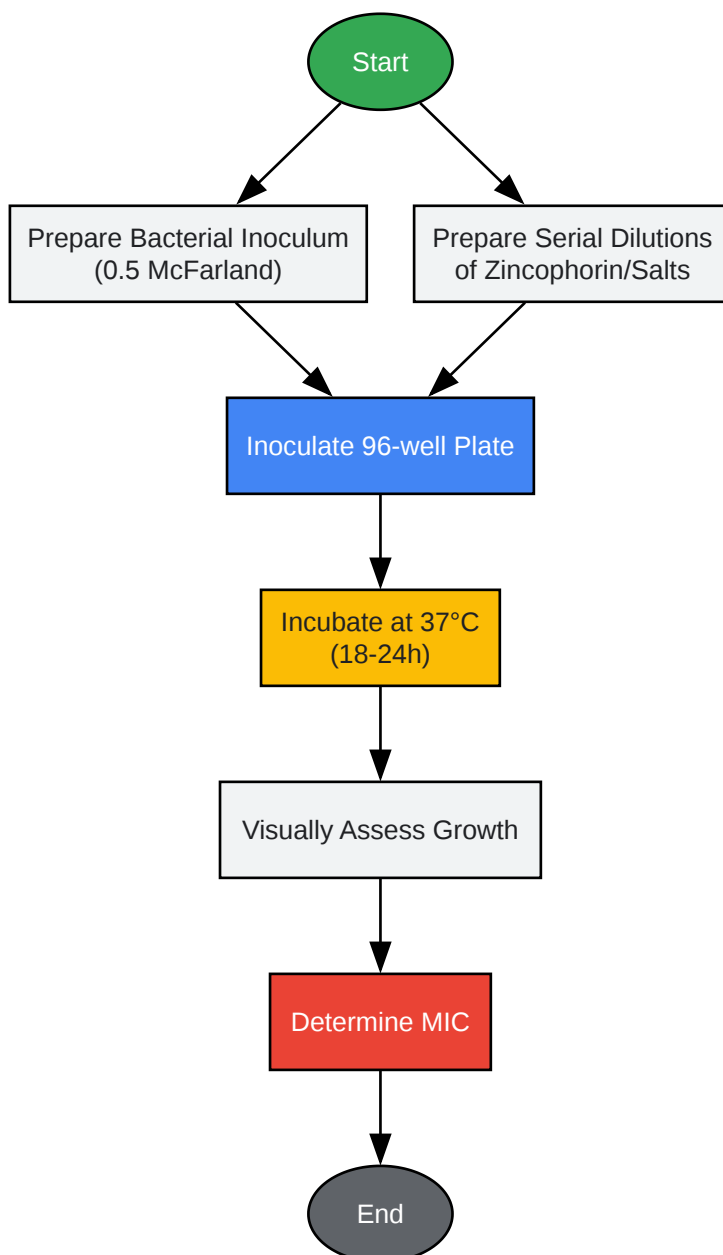 Start
Prepare Bacterial Inoculum
(0.5 McFarland)
Prepare Serial Dilutions
of Zincophorin/Salts
Inoculate 96-well Plate
Incubate at 37°C
(18-24h)
Visually Assess Growth
Determine MIC
End